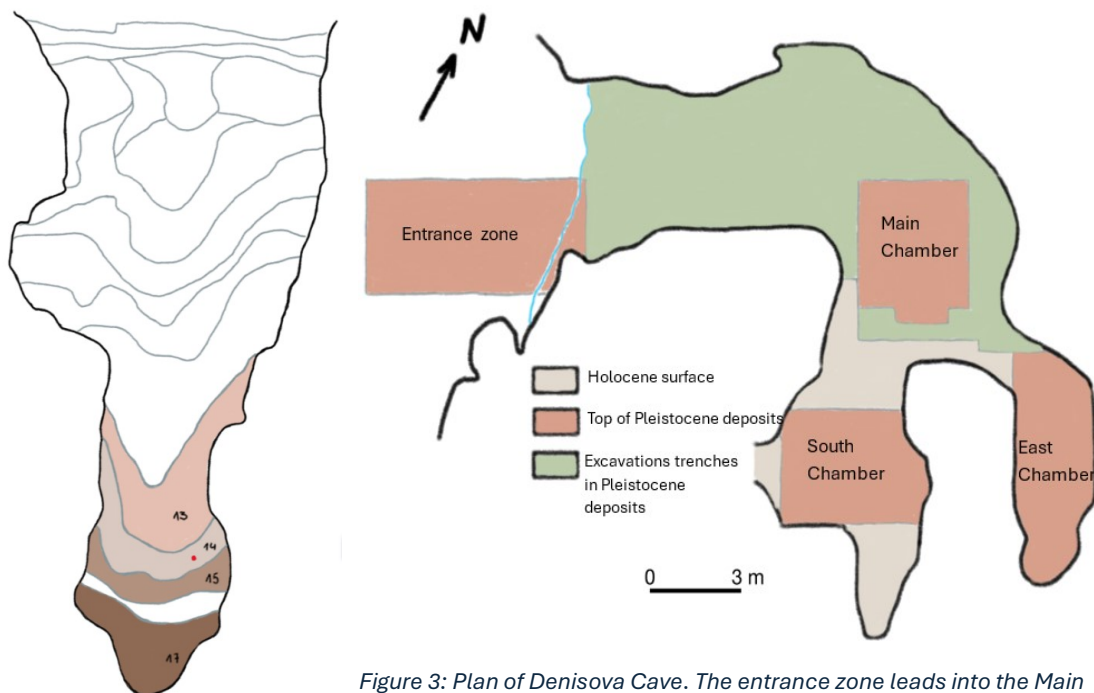 N
Entrance zone
Main
Chamber
Holocene surface
Top of Pleistocene deposits
Excavations trenches
in Pleistocene
deposits
South
Chamber
East
Chamber
0 3 m
13
14
15
17
Figure 3: Plan of Denisova Cave. The entrance zone leads into the Main